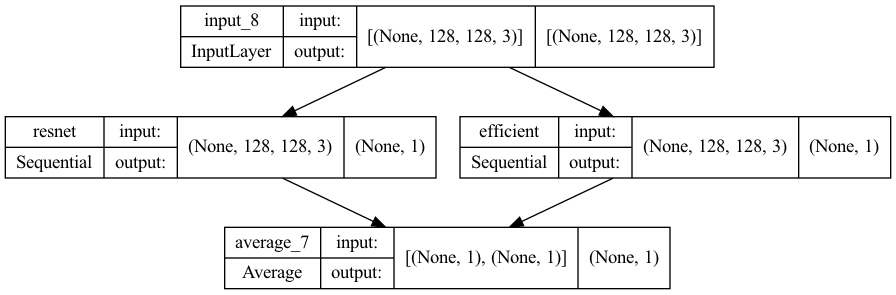 input_8 input: [(None, 128, 128, 3)] [(None, 128, 128, 3)]
InputLayer output:
resnet input: (None, 128, 128, 3) (None, 1)
Sequential output:
efficient input: (None, 128, 128, 3) (None, 1)
Sequential output:
average_7 input: [(None, 1), (None, 1)] (None, 1)
Average output: